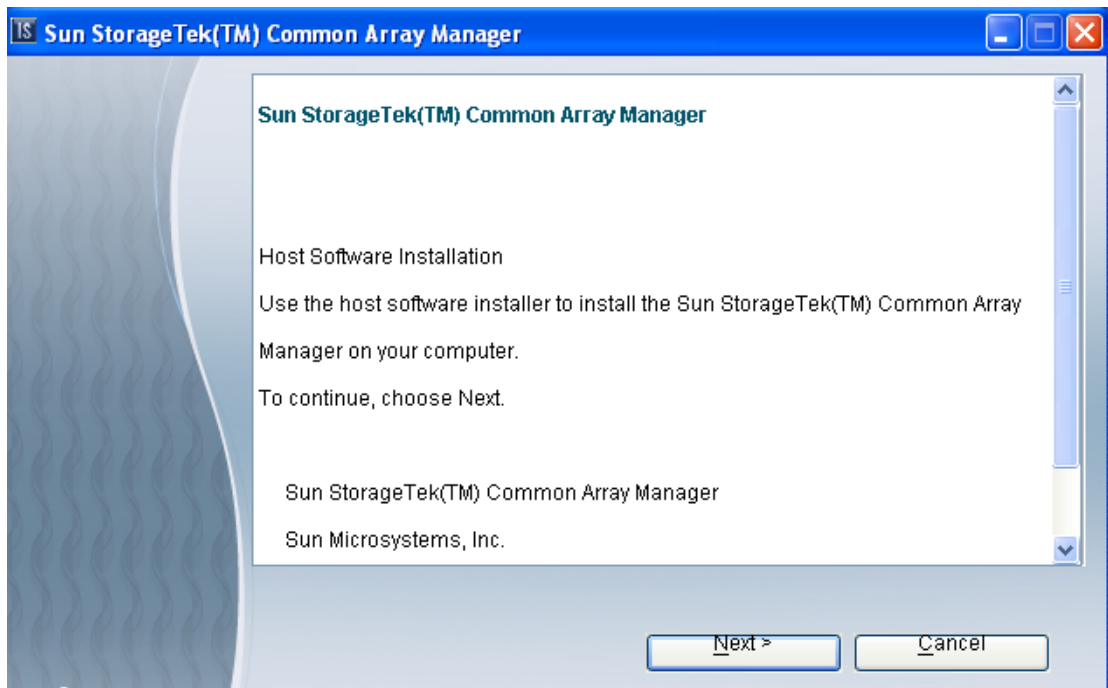 IS Sun StorageTek(TM) Common Array Manager
Sun StorageTek(TM) Common Array Manager
Host Software Installation
Use the host software installer to install the Sun StorageTek(TM) Common Array
Manager on your computer.
To continue, choose Next.
Sun StorageTek(TM) Common Array Manager
Sun Microsystems, Inc.
Next > Cancel